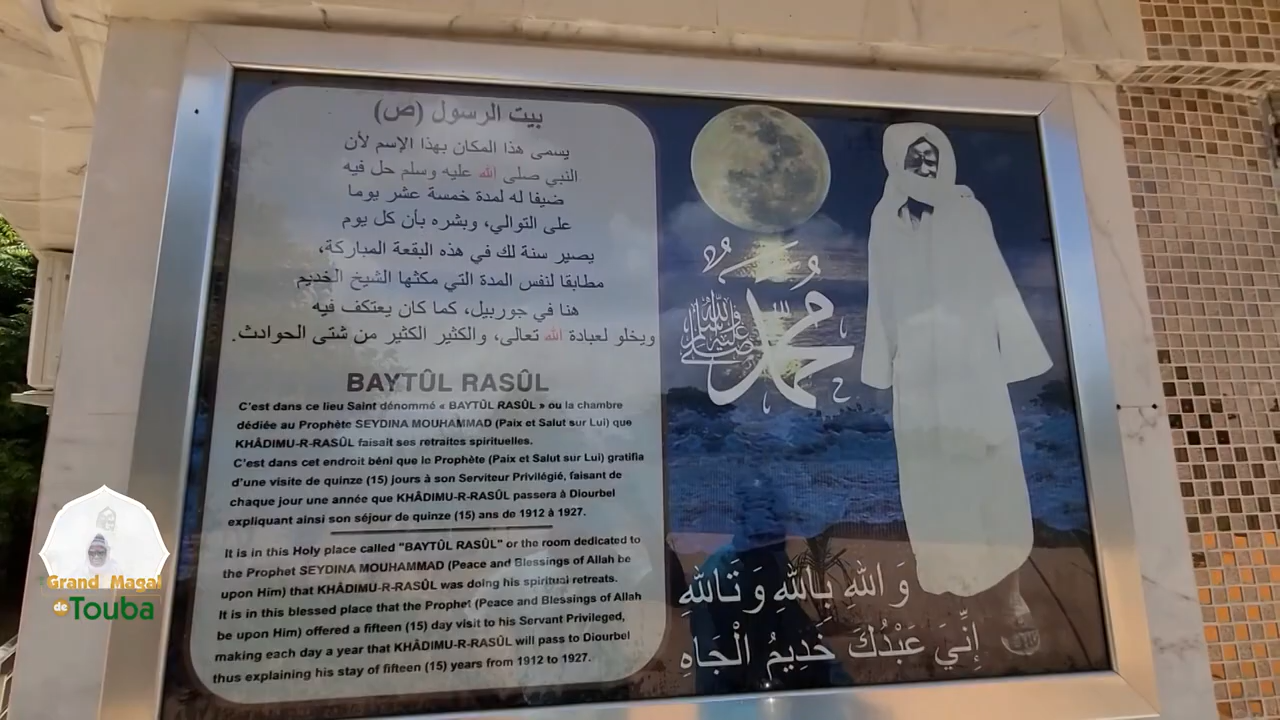 بيت الرسول (ص)
يسمى هذا المكان بهذا الإسم لأن
النبي صلى الله عليه وسلم حل فيه
ضيفا له لمدة خمسة عشر يوما
على التوالي، وبشره بأن كل يوم
يصير سنة لك في هذه البقعة المباركة،
مطابقا لنفس المدة التي مكثها الشيخ الخديم
هنا في جوربيل، كما كان يعتكف فيه
ويخلو لعبادة الله تعالى، والكثير الكثير من شتى الحوادث.
BAYTÛL RASÛL
C'est dans ce lieu Saint dénommé « BAYTÛL RASÛL » ou la chambre
dédiée au Prophète SEYDINA MOUHAMMAD (Paix et Salut sur Lui) que
KHÂDIMU-R-RASÛL faisait ses retraites spirituelles.
C'est dans cet endroit béni que le Prophète (Paix et Salut sur Lui) gratifia
d'une visite de quinze (15) jours à son Serviteur Privilégié, faisant de
chaque jour une année que KHÂDIMU-R-RASÛL passera à Diourbel
expliquant ainsi son séjour de quinze (15) ans de 1912 à 1927.
It is in this Holy place called "BAYTÛL RASÛL" or the room dedicated to
the Prophet SEYDINA MOUHAMMAD (Peace and Blessings of Allah be
upon Him) that KHÂDIMU-R-RASÛL was doing his spiritual retreats.
It is in this blessed place that the Prophet (Peace and Blessings of Allah
be upon Him) offered a fifteen (15) day visit to his Servant Privileged,
making each day a year that KHÂDIMU-R-RASÛL will pass to Diourbel
thus explaining his stay of fifteen (15) years from 1912 to 1927.
مُحَمَّد
صلى الله عليه وسلم
وَ اللهِ بِاللهِ وَ تَاللهِ
إِنِّيَ عَبْدُكَ خَدِيمُ الْجَاهِ
Grand Magal
de Touba